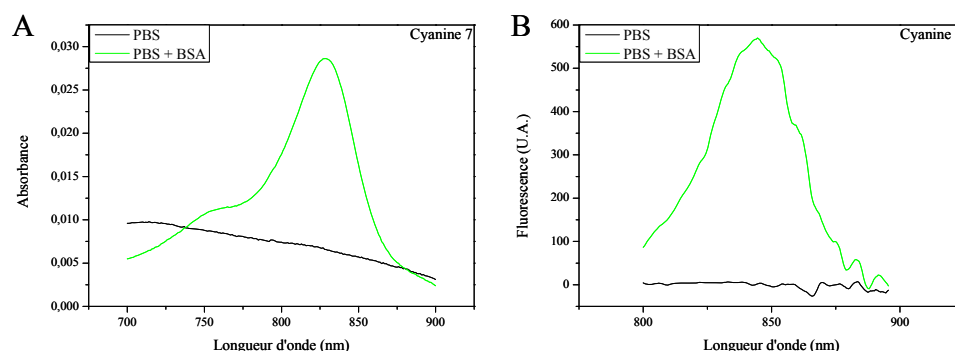 A
PBS
PBS + BSA
Cyanine 7
0,030
0,025
0,020
0,015
0,010
0,005
0,000
Absorbance
700 750 800 850 900
Longueur d'onde (nm)
B
PBS
PBS + BSA
Cyanine
600
500
400
300
200
100
0
Fluorescence (U.A.)
800 850 900
Longueur d'onde (nm)